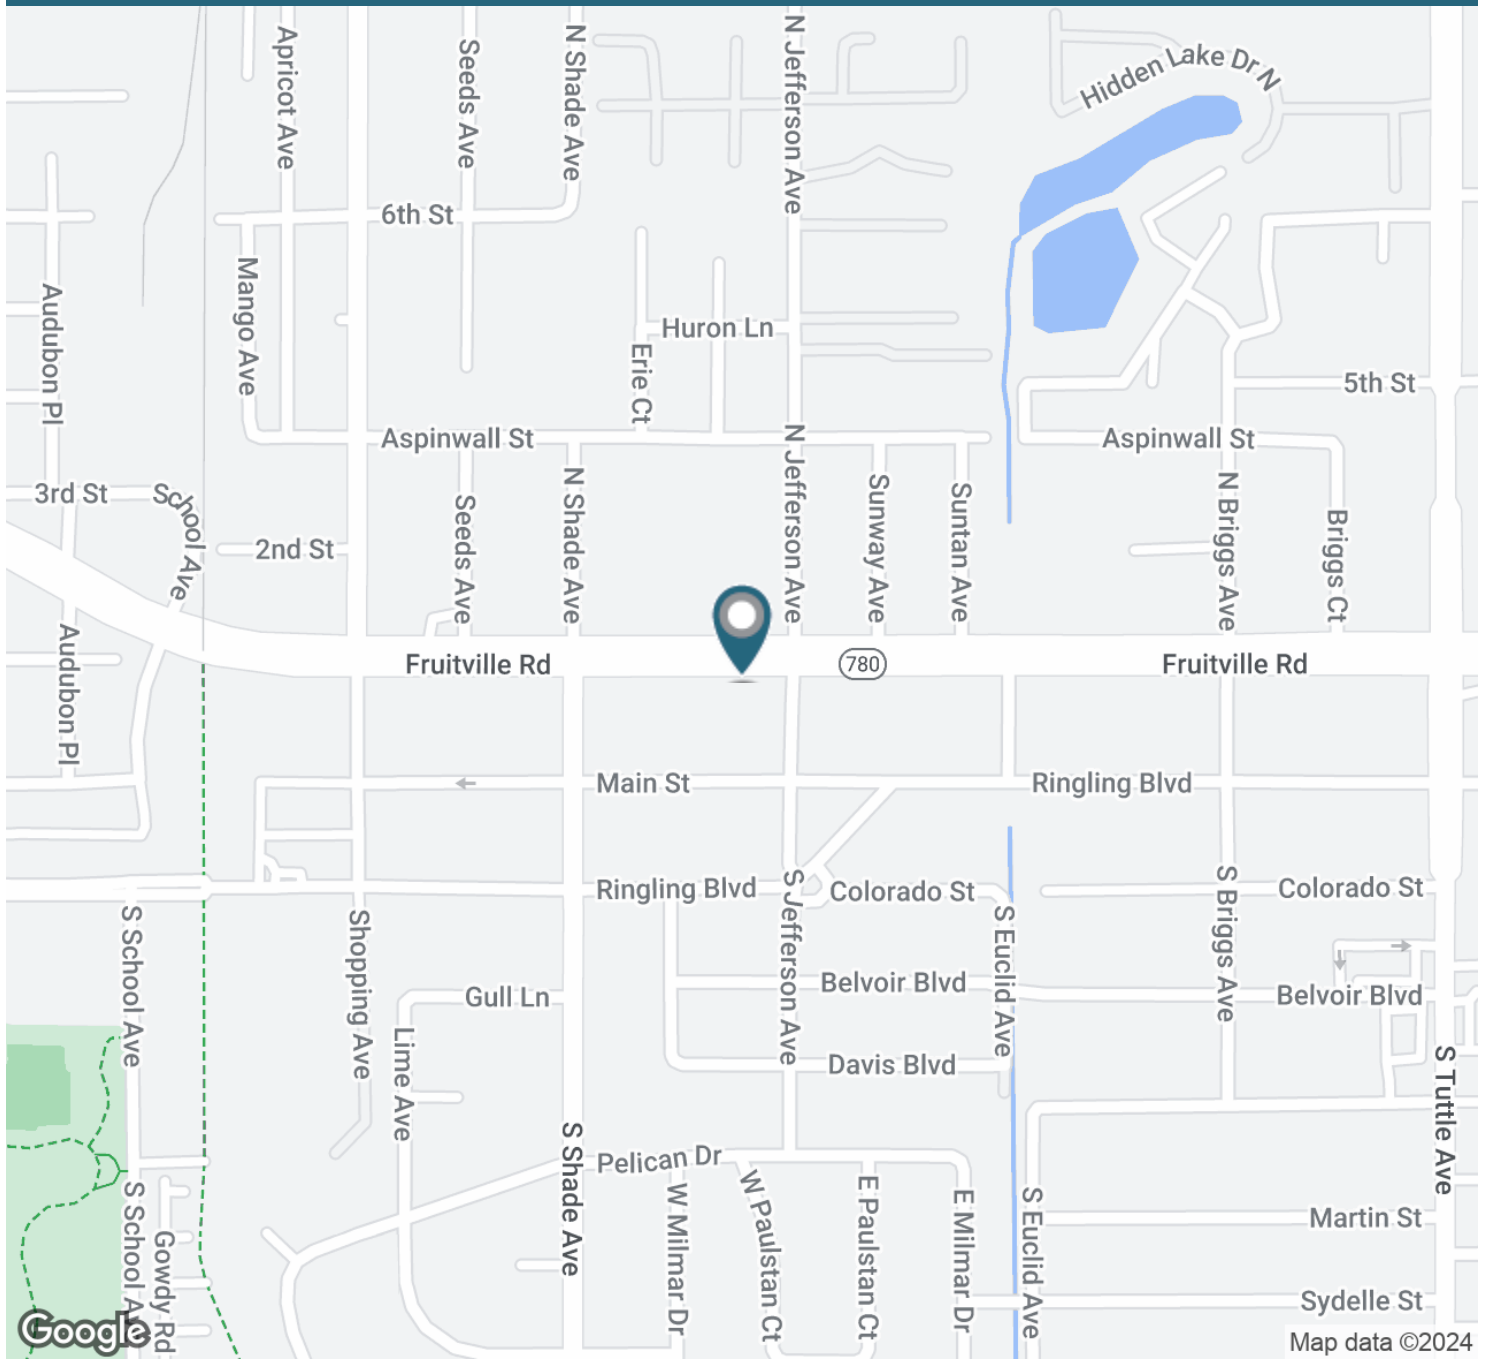 Apricot Ave
Seeds Ave
N Shade Ave
N Jefferson Ave
Hidden Lake Dr N
6th St
Mango Ave
Audubon Pl
Huron Ln
Erie Ct
5th St
Aspinwall St
Aspinwall St
3rd St
School Ave
2nd St
Seeds Ave
N Shade Ave
N Jefferson Ave
Sunway Ave
Suntan Ave
N Briggs Ave
Briggs Ct
Audubon Pl
Fruitville Rd
780
Fruitville Rd
Main St
Ringling Blvd
Ringling Blvd
Colorado St
Colorado St
S School Ave
Shopping Ave
S Jefferson Ave
S Euclid Ave
S Briggs Ave
Gull Ln
Belvoir Blvd
Belvoir Blvd
Lime Ave
Davis Blvd
S Tuttle Ave
S Shade Ave
Pelican Dr
S School Ave
Gowdy Rd
W Milmar Dr
W Paulstan Ct
E Paulstan Ct
E Milmar Dr
S Euclid Ave
Martin St
Sydelle St
Google
Map data ©2024